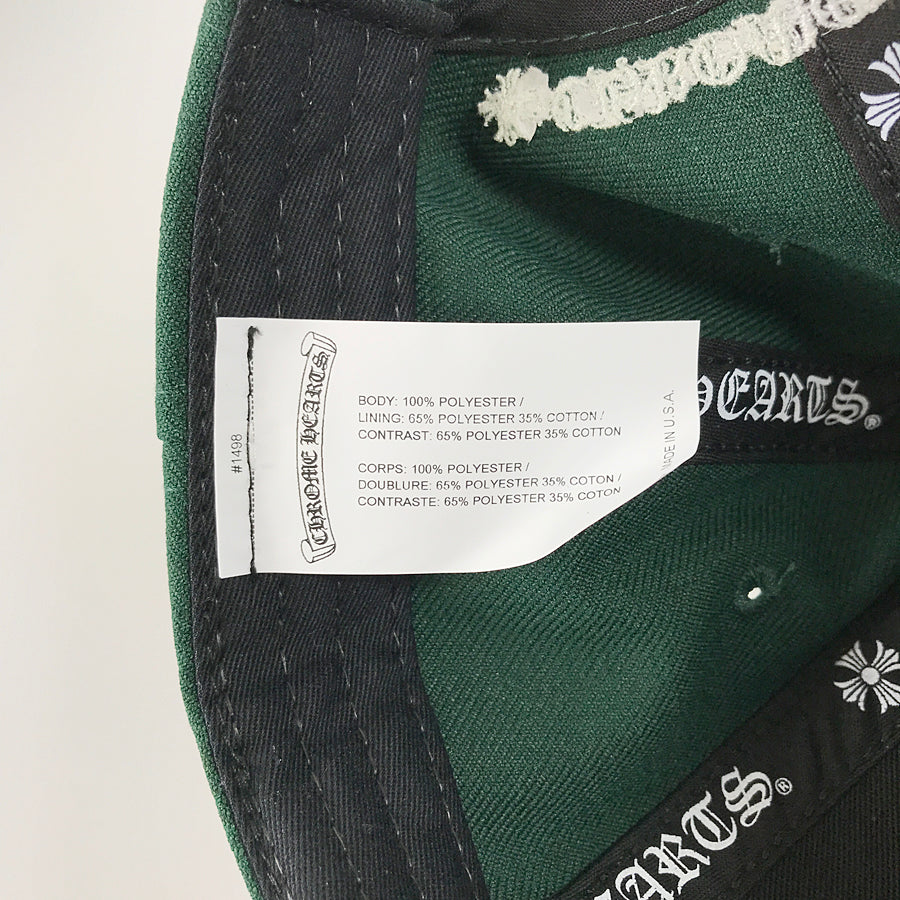 #1498
CHROME HEARTS
BODY: 100% POLYESTER /
LINING: 65% POLYESTER 35% COTTON /
CONTRAST: 65% POLYESTER 35% COTTON
CORPS: 100% POLYESTER /
DOUBLURE: 65% POLYESTER 35% COTON /
CONTRASTE: 65% POLYESTER 35% COTON
MADE IN U.S.A.
HEARTS®
ARTS®